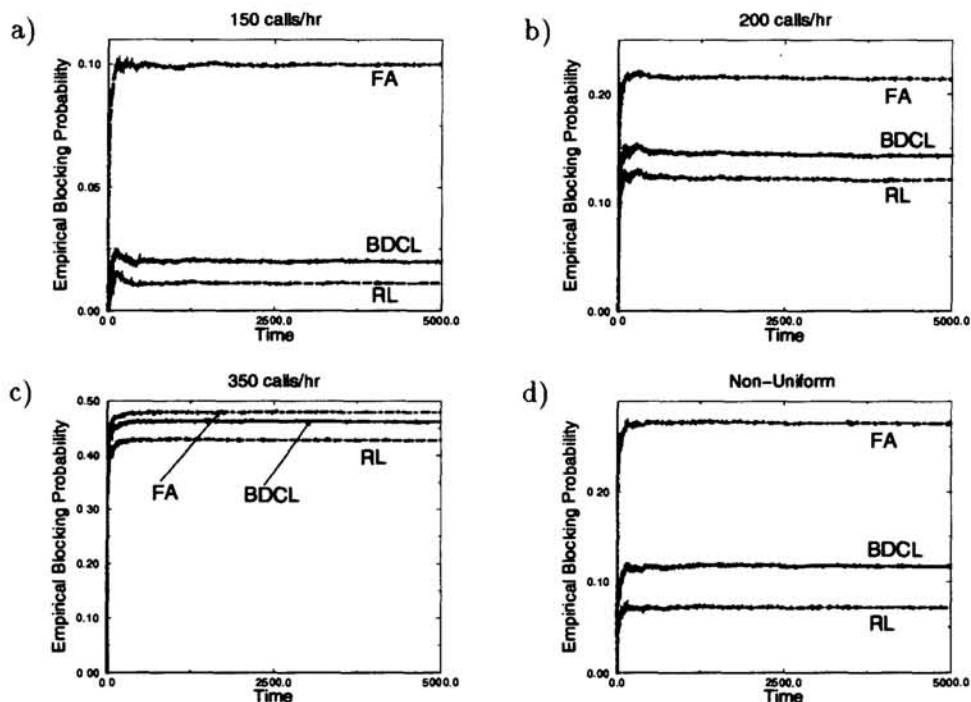 a)
150 calls/hr
Empirical Blocking Probability
0.10
0.05
0.00
FA
BDCL
RL
0.0
2500.0
5000.0
Time
b)
200 calls/hr
Empirical Blocking Probability
0.20
0.10
0.00
FA
BDCL
RL
0.0
2500.0
5000.0
Time
c)
350 calls/hr
Empirical Blocking Probability
0.50
0.40
0.30
0.20
0.10
0.00
RL
FA
BDCL
0.0
2500.0
5000.0
Time
d)
Non-Uniform
Empirical Blocking Probability
0.20
0.10
0.00
FA
BDCL
RL
0.0
2500.0
5000.0
Time